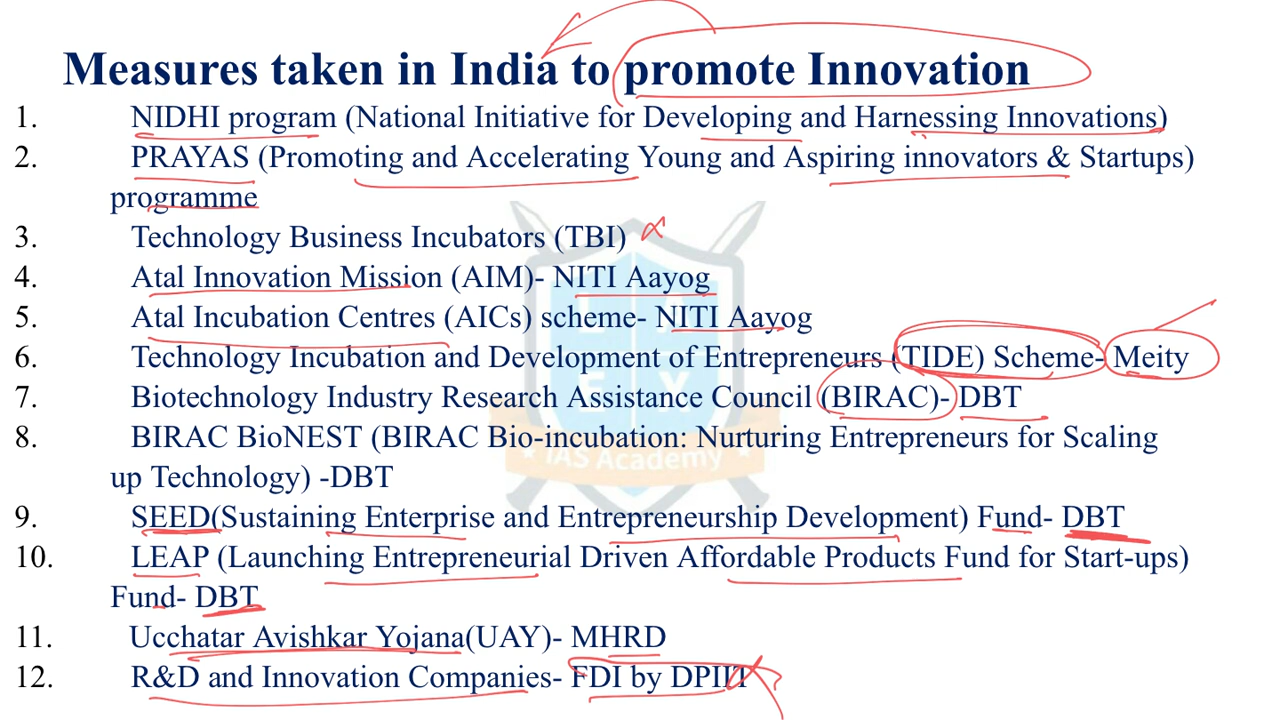 Measures taken in India to promote Innovation
1. NIDHI program (National Initiative for Developing and Harnessing Innovations)
2. PRAYAS (Promoting and Accelerating Young and Aspiring innovators & Startups)
programme
3. Technology Business Incubators (TBI)
4. Atal Innovation Mission (AIM)- NITI Aayog
5. Atal Incubation Centres (AICs) scheme- NITI Aayog
6. Technology Incubation and Development of Entrepreneurs (TIDE) Scheme- Meity
7. Biotechnology Industry Research Assistance Council (BIRAC)- DBT
8. BIRAC BioNEST (BIRAC Bio-incubation: Nurturing Entrepreneurs for Scaling
up Technology) -DBT
9. SEED(Sustaining Enterprise and Entrepreneurship Development) Fund- DBT
10. LEAP (Launching Entrepreneurial Driven Affordable Products Fund for Start-ups)
Fund- DBT
11. Ucchatar Avishkar Yojana(UAY)- MHRD
12. R&D and Innovation Companies- FDI by DPIIT
IAS Academy